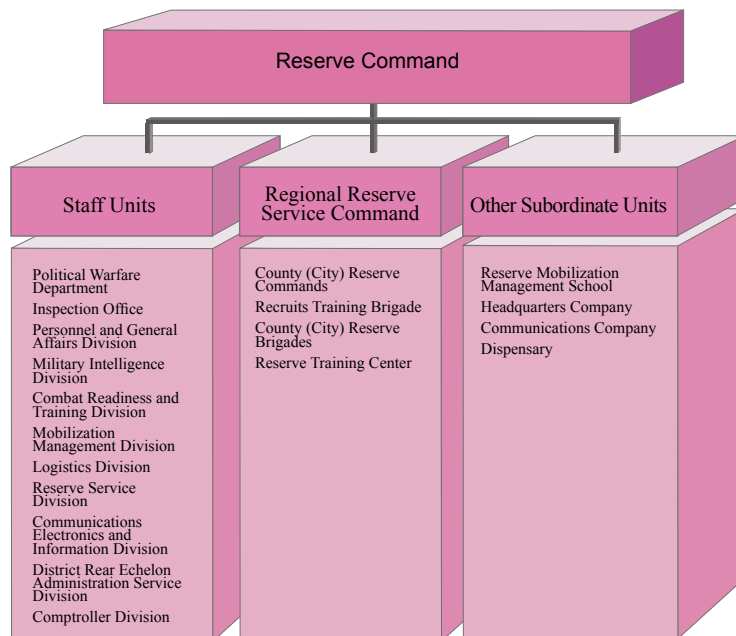 Reserve Command
Staff Units
Political Warfare
Department
Inspection Office
Personnel and General
Affairs Division
Military Intelligence
Division
Combat Readiness and
Training Division
Mobilization
Management Division
Logistics Division
Reserve Service
Division
Communications
Electronics and
Information Division
District Rear Echelon
Administration Service
Division
Comptroller Division
Regional Reserve
Service Command
County (City) Reserve
Commands
Recruits Training Brigade
County (City) Reserve
Brigades
Reserve Training Center
Other Subordinate Units
Reserve Mobilization
Management School
Headquarters Company
Communications Company
Dispensary